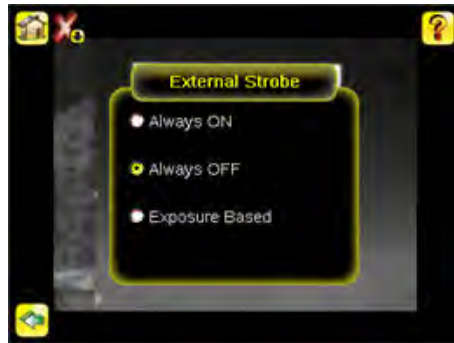 External Strobe
Always ON
Always OFF
Exposure Based
?